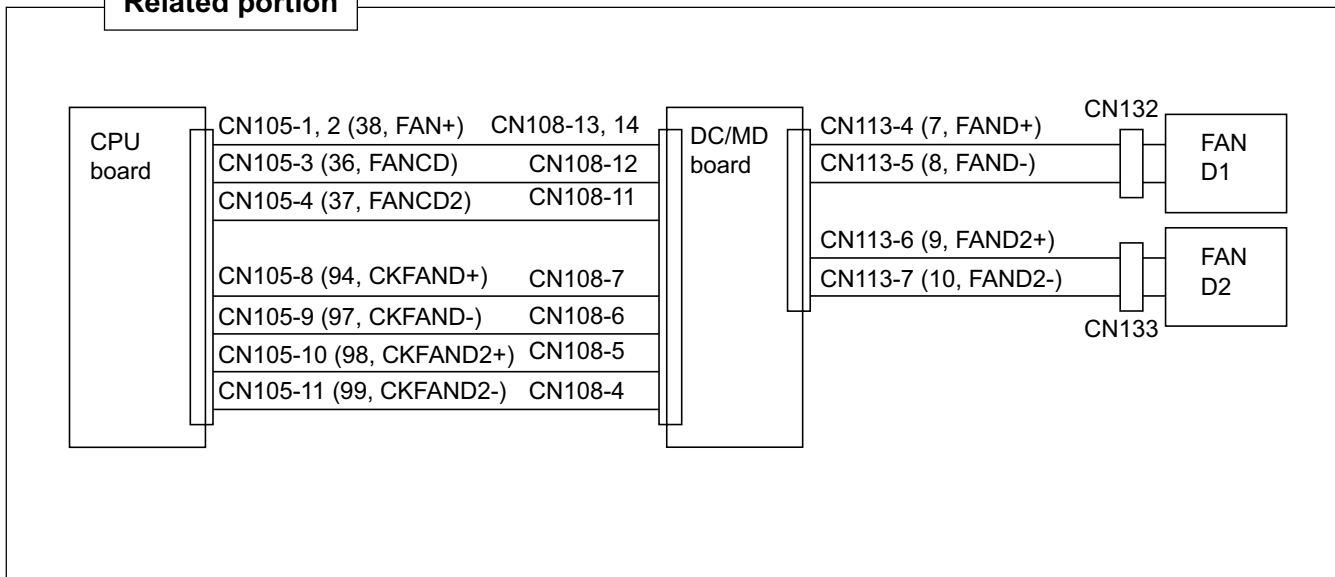 Related portion
CPU
board
CN105-1, 2 (38, FAN+) CN108-13, 14
CN105-3 (36, FANCD) CN108-12
CN105-4 (37, FANCD2) CN108-11
CN105-8 (94, CKFAND+) CN108-7
CN105-9 (97, CKFAND-) CN108-6
CN105-10 (98, CKFAND2+) CN108-5
CN105-11 (99, CKFAND2-) CN108-4
DC/MD
board
CN113-4 (7, FAND+)
CN113-5 (8, FAND-)
CN113-6 (9, FAND2+)
CN113-7 (10, FAND2-)
CN132
FAN
D1
FAN
D2
CN133